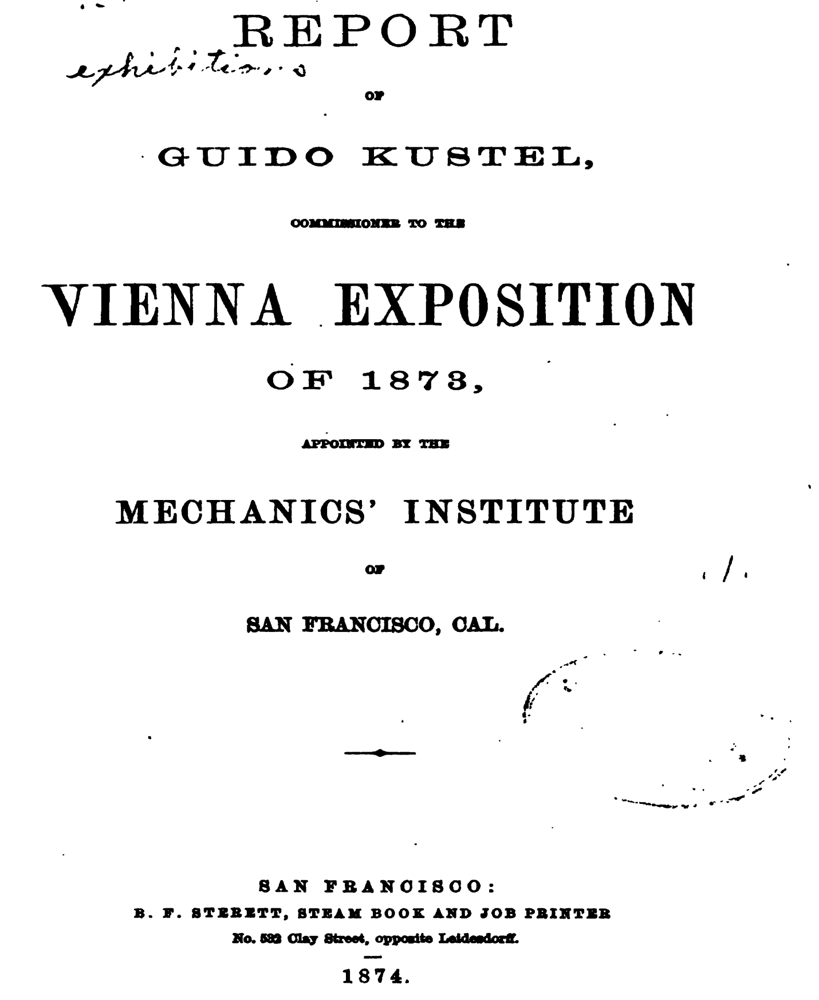 REPORT
exhibitions
OF
GUIDO KUSTEL,
COMMISSIONER TO THE
VIENNA EXPOSITION
OF 1873,
APPOINTED BY THE
MECHANICS’ INSTITUTE
OF
SAN FRANCISCO, CAL.
SAN FRANCISCO:
B. F. STERETT, STEAM BOOK AND JOB PRINTER
No. 532 Clay Street, opposite Leidesdorff.
1874.